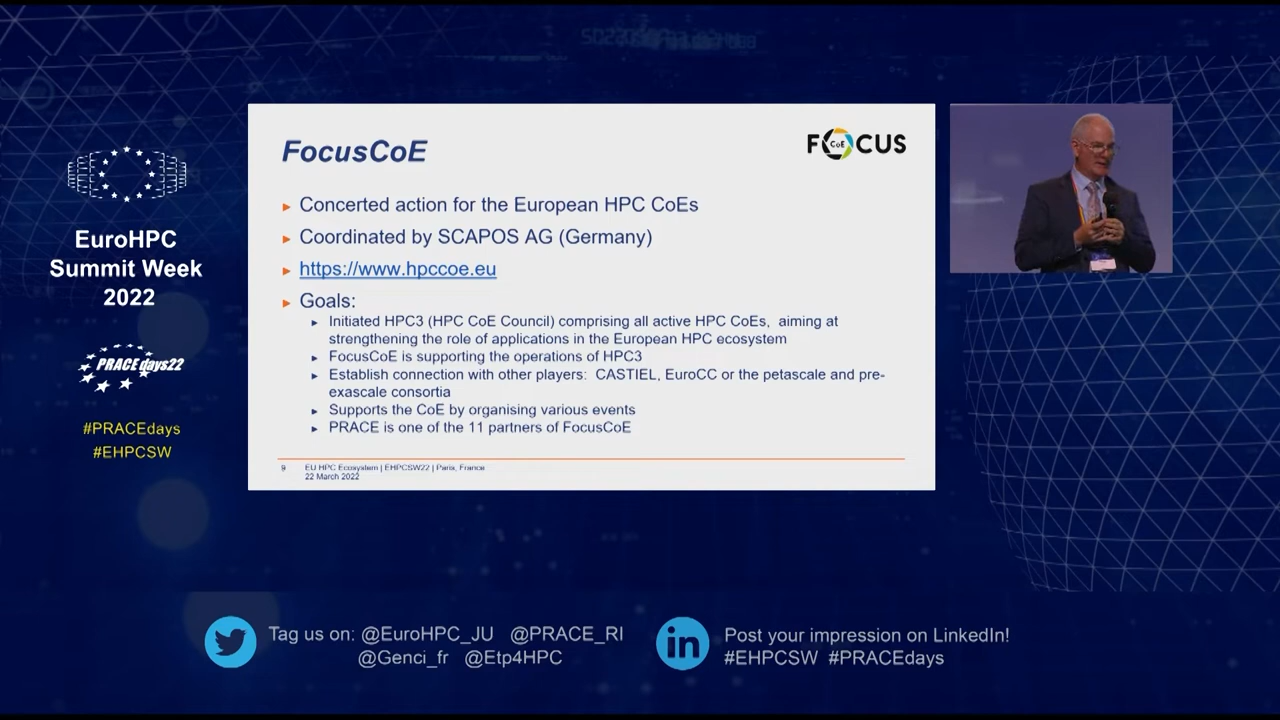 EuroHPC
Summit Week
2022
PRACEdays22
#PRACEdays
#EHPCSW
FocusCoE
FOCUS
CoE
Concerted action for the European HPC CoEs
Coordinated by SCAPOS AG (Germany)
https://www.hpccoe.eu
Goals:
Initiated HPC3 (HPC CoE Council) comprising all active HPC CoEs, aiming at
strengthening the role of applications in the European HPC ecosystem
FocusCoE is supporting the operations of HPC3
Establish connection with other players: CASTIEL, EuroCC or the petascale and pre-
exascale consortia
Supports the CoE by organising various events
PRACE is one of the 11 partners of FocusCoE
9 EU HPC Ecosystem | EHPCSW22 | Paris, France
22 March 2022
Tag us on: @EuroHPC_JU @PRACE_RI
@Genci_fr @Etp4HPC
in
Post your impression on LinkedIn!
#EHPCSW #PRACEdays